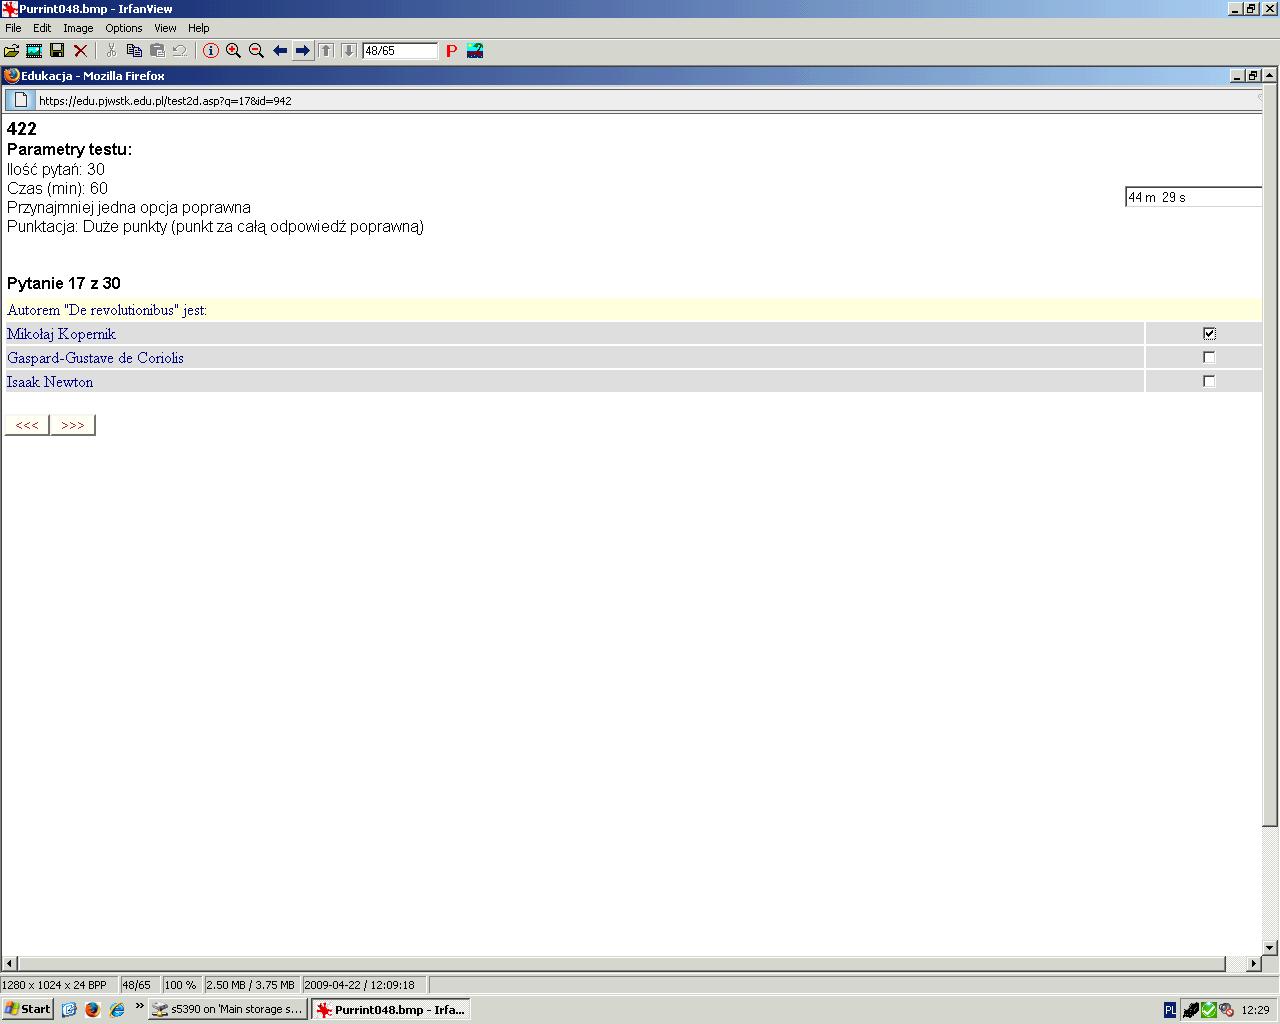 Purrint048.bmp - IrfanView
File Edit Image Options View Help
48/65 P
Edukacja - Mozilla Firefox
https://edu.pjwstk.edu.pl/test2d.asp?q=17&id=942
422
Parametry testu:
Ilość pytań: 30
Czas (min): 60
44 m 29 s
Przynajmniej jedna opcja poprawna
Punktacja: Duże punkty (punkt za całą odpowiedź poprawną)
Pytanie 17 z 30
Autorem "De revolutionibus" jest:
Mikołaj Kopernik
Gaspard-Gustave de Coriolis
Isaak Newton
<<< >>>
1280 x 1024 x 24 BPP 48/65 100 % 2.50 MB / 3.75 MB 2009-04-22 / 12:09:18
Start » s5390 on 'Main storage s... Purrint048.bmp - Irfa... PL 12:29